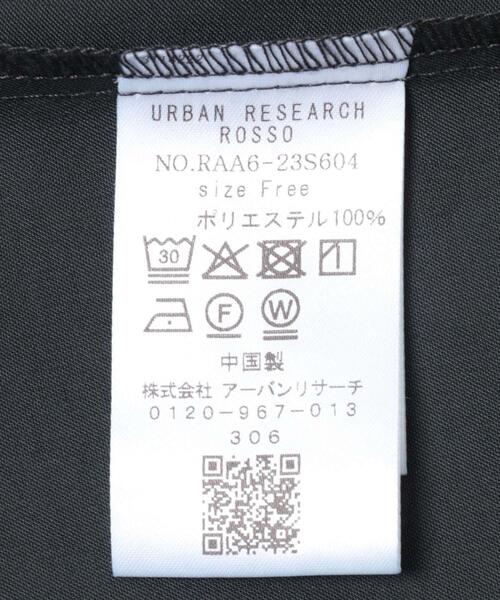 URBAN RESEARCH
ROSSO
NO.RAA6-23S604
size Free
ポリエステル100%
30
F W
中国製
株式会社 アーバンリサーチ
0120-967-013
306